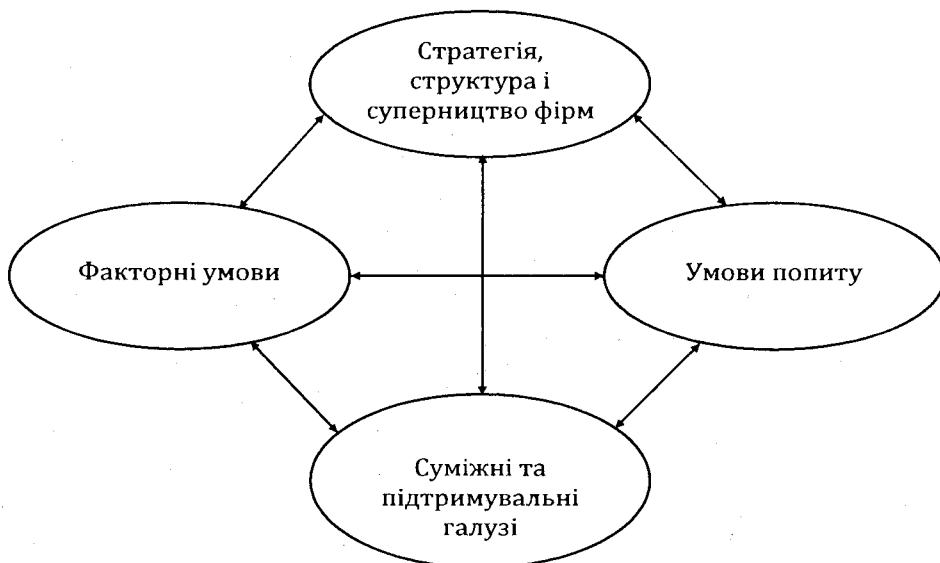 Стратегія,
структура і
суперництво фірм
Факторні умови
Умови попиту
Суміжні та
підтримувальні
галузі